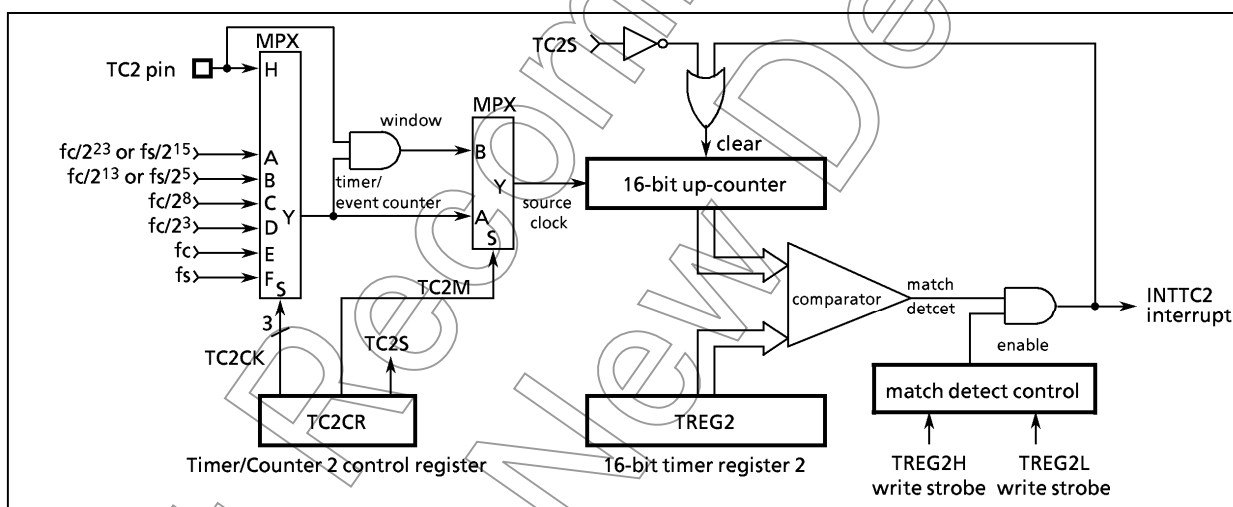 MPX
TC2 pin
H
fc/2²³ or fs/2¹⁵
A
fc/2¹³ or fs/2⁵
B
fc/2⁸
C
Y
fc/2³
D
fc
E
fs
F
S
3
TC2CK
window
timer/
event counter
MPX
B
Y
A
S
TC2M
TC2S
source
clock
TC2S
clear
16-bit up-counter
comparator
match
detcet
enable
INTTC2
interrupt
match detect control
TREG2H
write strobe
TREG2L
write strobe
TC2CR
Timer/Counter 2 control register
TREG2
16-bit timer register 2